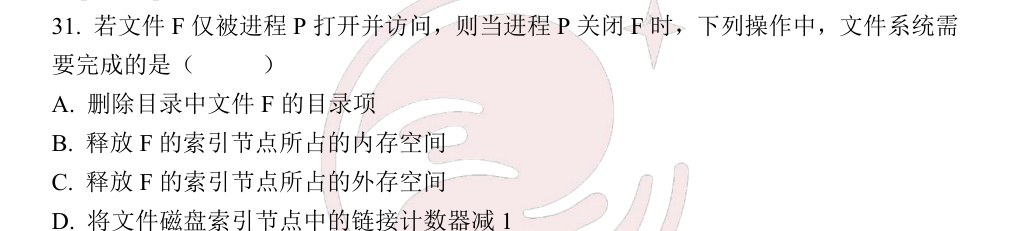 31. 若文件 F 仅被进程 P 打开并访问，则当进程 P 关闭 F 时，下列操作中，文件系统需
要完成的是（ ）
A. 删除目录中文件 F 的目录项
B. 释放 F 的索引节点所占的内存空间
C. 释放 F 的索引节点所占的外存空间
D. 将文件磁盘索引节点中的链接计数器减 1